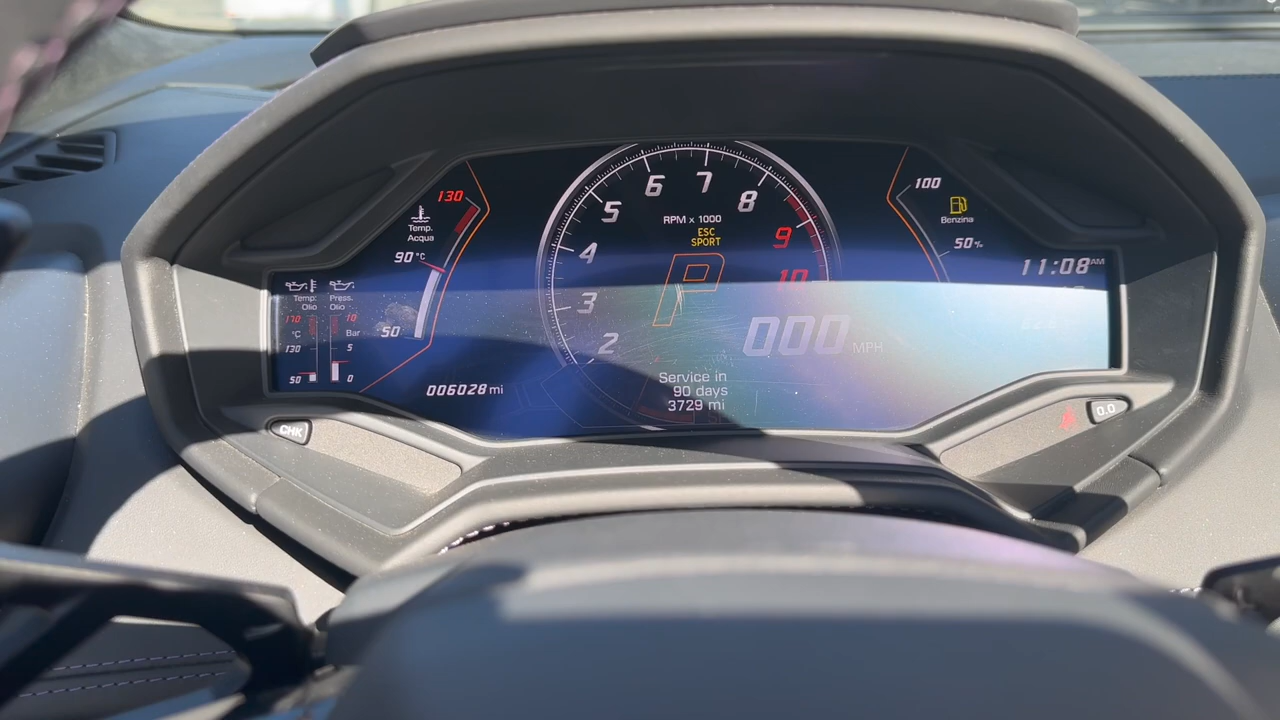 6 7 8
5
RPM x 1000
ESC
SPORT
9
4
10
3
2
P
130
Temp.
Acqua
90 °C
50
Temp. Press.
Olio Olio
170 10
°C Bar
130 5
50 0
100
Benzina
50 %
11:08 AM
000 MPH
006028 mi
Service in
90 days
3729 mi
CHK
0.0